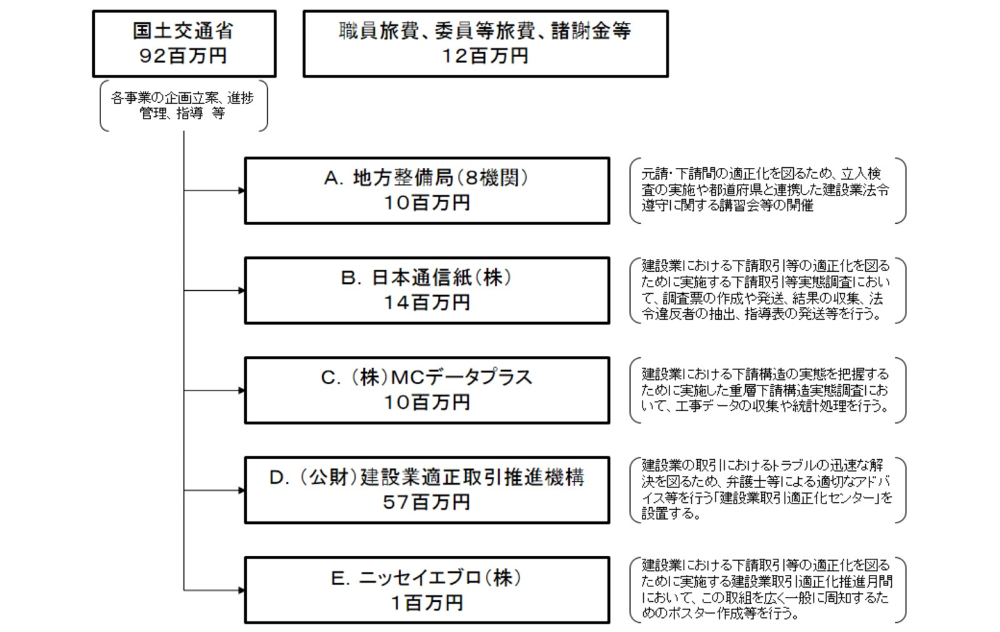 国土交通省
92百万円
職員旅費、委員等旅費、諸謝金等
12百万円
各事業の企画立案、進捗
管理、指導　等
A．地方整備局（8機関）
10百万円
元請・下請間の適正化を図るため、立入検
査の実施や都道府県と連携した建設業法令
遵守に関する講習会等の開催
B．日本通信紙（株）
14百万円
建設業における下請取引等の適正化を図る
ために実施する下請取引等実態調査におい
て、調査票の作成や発送、結果の収集、法
令違反者の抽出、指導表の発送等を行う。
C．（株）MCデータプラス
10百万円
建設業における下請構造の実態を把握する
ために実施した重層下請構造実態調査にお
いて、工事データの収集や統計処理を行う。
D．（公財）建設業適正取引推進機構
57百万円
建設業の取引におけるトラブルの迅速な解
決を図るため、弁護士等による適切なアドバ
イス等を行う「建設業取引適正化センター」を
設置する。
E．ニッセイエブロ（株）
1百万円
建設業における下請取引等の適正化を図る
ために実施する建設業取引適正化推進月間
において、この取組を広く一般に周知するた
めのポスター作成等を行う。